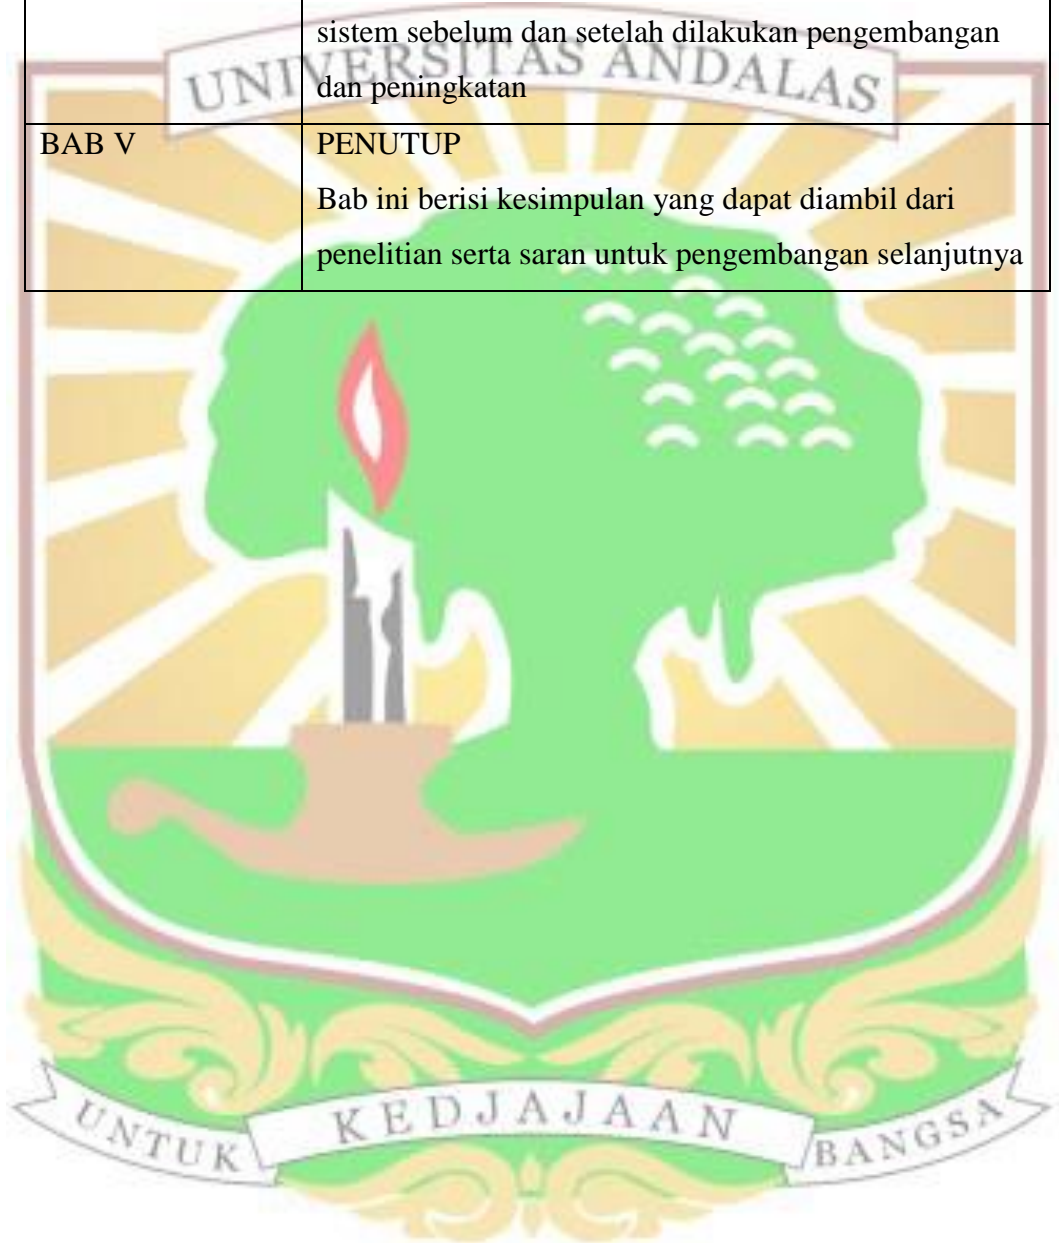 sistem sebelum dan setelah dilakukan pengembangan
UNIVERSITAS ANDALAS
dan peningkatan
BAB V PENUTUP
Bab ini berisi kesimpulan yang dapat diambil dari
penelitian serta saran untuk pengembangan selanjutnya
UNTUK KEDJAJAAN BANGSA